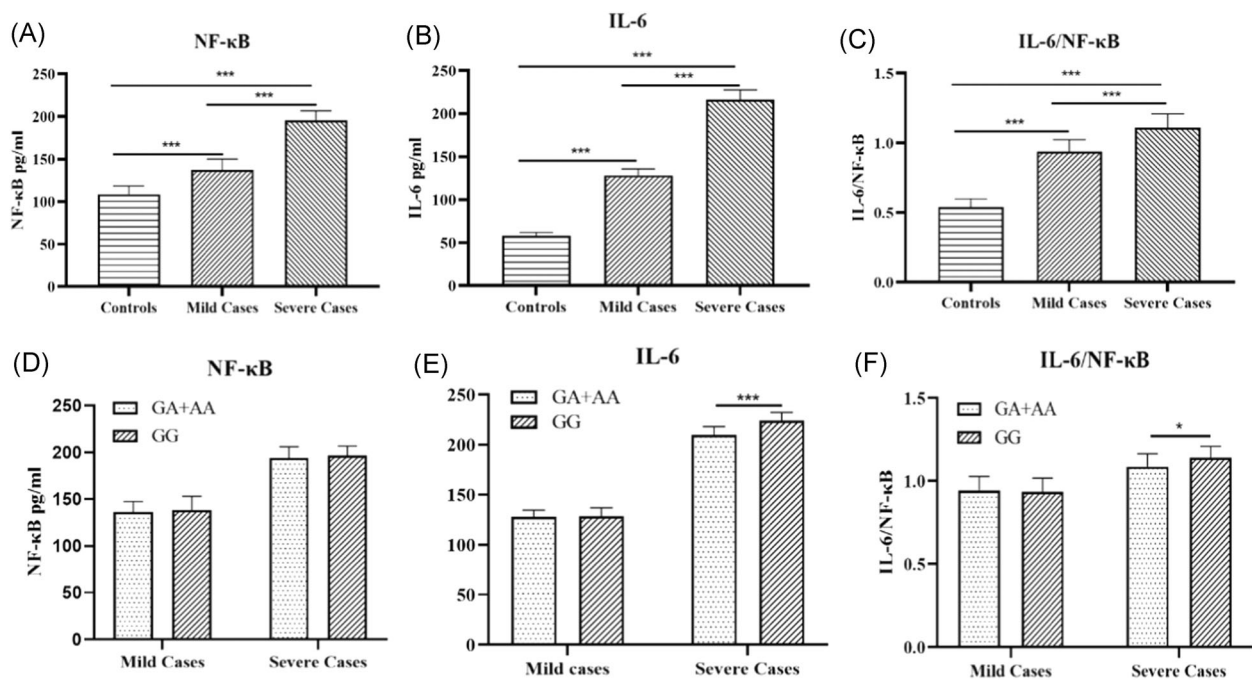 (A)
NF-κB
NF-κB pg/ml
250
200
150
100
50
0
***
***
***
Controls Mild Cases Severe Cases
(B)
IL-6
IL-6 pg/ml
250
200
150
100
50
0
***
***
***
Controls Mild Cases Severe Cases
(C)
IL-6/NF-κB
IL-6/NF-κB
1.5
1.0
0.5
0.0
***
***
***
Controls Mild Cases Severe Cases
(D)
NF-κB
NF-κB pg/ml
250
200
150
100
50
0
GA+AA
GG
Mild Cases Severe Cases
(E)
IL-6
250
200
150
100
50
0
GA+AA
GG
***
Mild cases Severe Cases
(F)
IL-6/NF-κB
IL-6/NF-κB
1.5
1.0
0.5
0.0
GA+AA
GG
*
Mild Cases Severe Cases